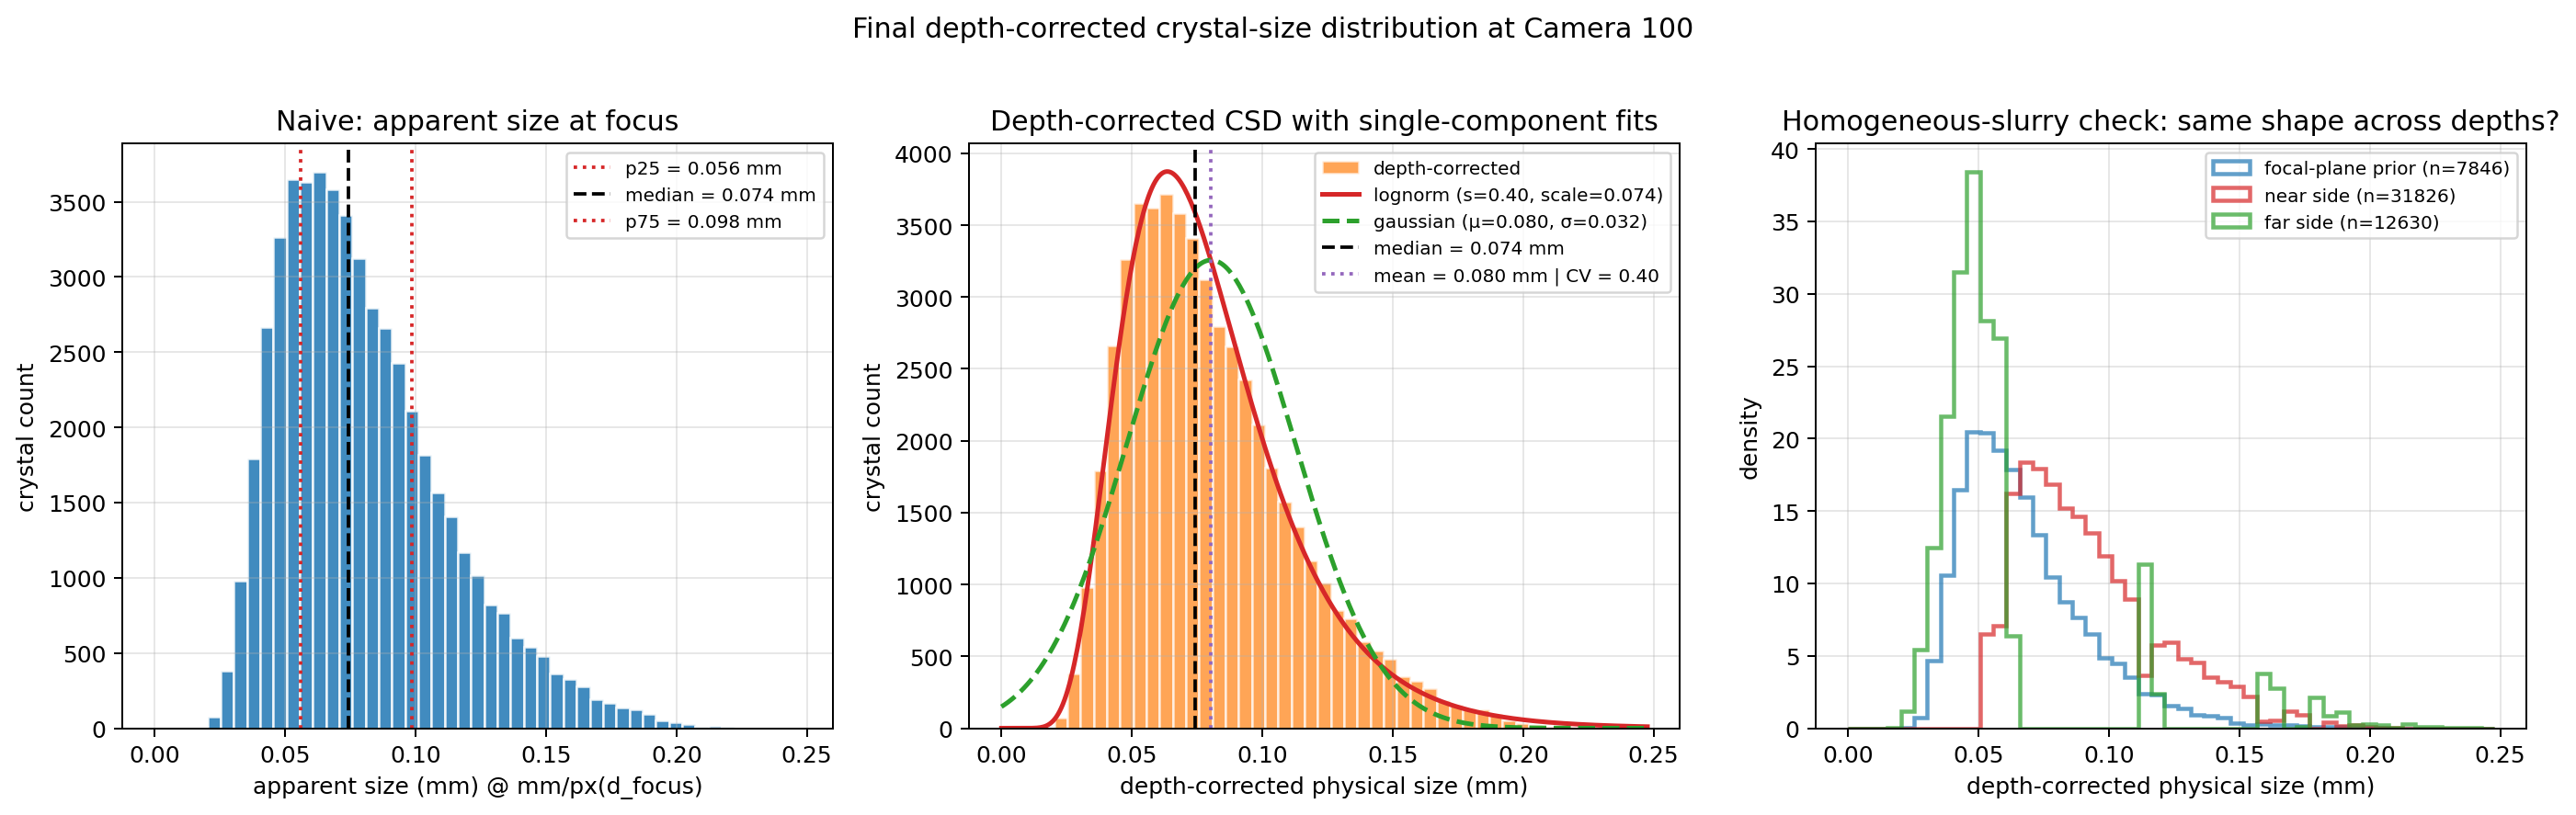 Final depth-corrected crystal-size distribution at Camera 100
Naive: apparent size at focus
crystal count
3500
3000
2500
2000
1500
1000
500
0
p25 = 0.056 mm
median = 0.074 mm
p75 = 0.098 mm
0.00 0.05 0.10 0.15 0.20 0.25
apparent size (mm) @ mm/px(d_focus)
Depth-corrected CSD with single-component fits
crystal count
4000
3500
3000
2500
2000
1500
1000
500
0
depth-corrected
lognorm (s=0.40, scale=0.074)
gaussian (μ=0.080, σ=0.032)
median = 0.074 mm
mean = 0.080 mm | CV = 0.40
0.00 0.05 0.10 0.15 0.20 0.25
depth-corrected physical size (mm)
Homogeneous-slurry check: same shape across depths?
density
40
35
30
25
20
15
10
5
0
focal-plane prior (n=7846)
near side (n=31826)
far side (n=12630)
0.00 0.05 0.10 0.15 0.20 0.25
depth-corrected physical size (mm)